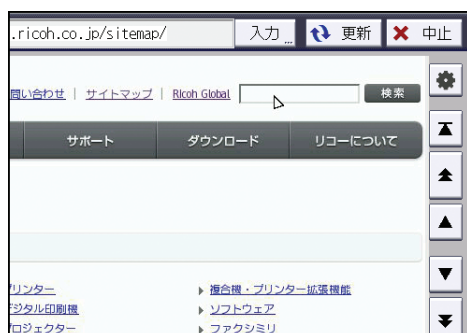 .ricoh.co.jp/sitemap/ 入力 更新 中止
問い合わせ | サイトマップ | Ricoh Global 検索
サポート ダウンロード リコーについて
プリンター 複合機・プリンター拡張機能
デジタル印刷機 ソフトウェア
プロジェクター ファクシミリ